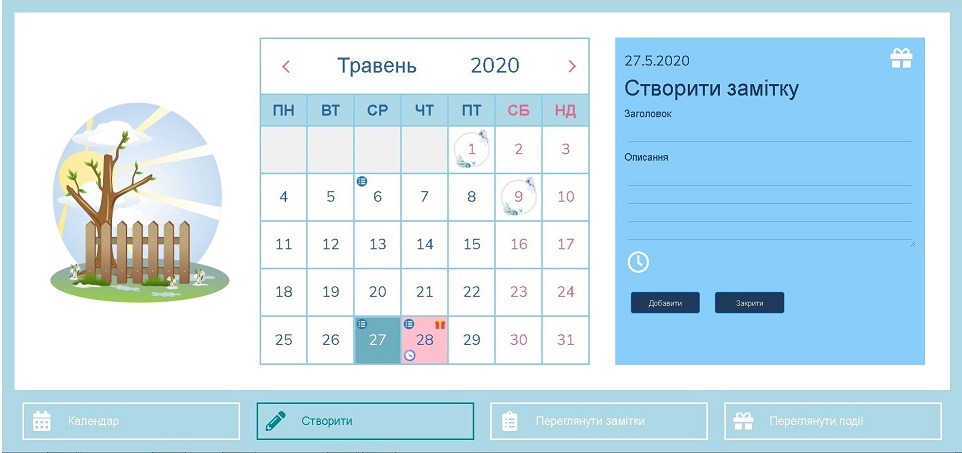 Травень 2020
ПН ВТ СР ЧТ ПТ СБ НД
1 2 3
4 5 6 7 8 9 10
11 12 13 14 15 16 17
18 19 20 21 22 23 24
25 26 27 28 29 30 31
27.5.2020
Створити замітку
Заголовок
Описання
Добавити Закрити
Календар Створити Переглянути замітки Переглянути події